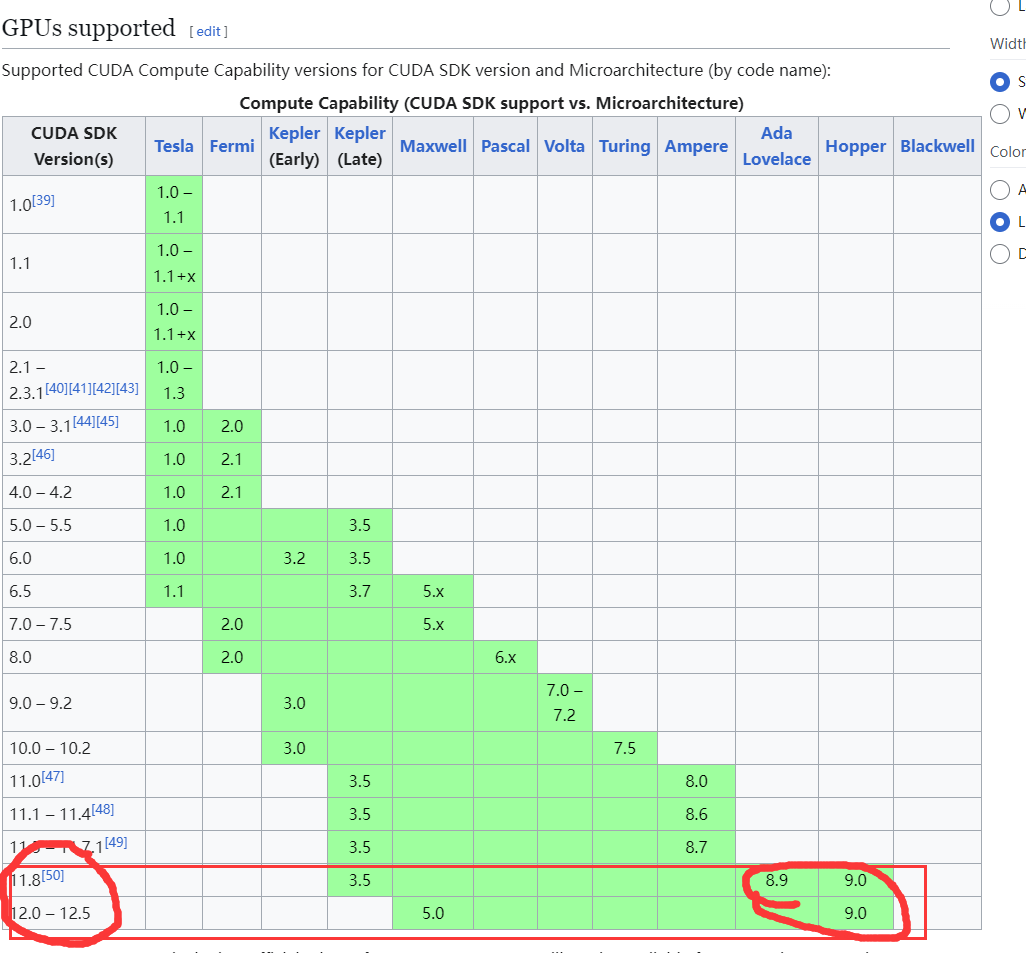 GPUs supported [ edit ]
Supported CUDA Compute Capability versions for CUDA SDK version and Microarchitecture (by code name):
Compute Capability (CUDA SDK support vs. Microarchitecture)
CUDA SDK Version(s) Tesla Fermi Kepler (Early) Kepler (Late) Maxwell Pascal Volta Turing Ampere Ada Lovelace Hopper Blackwell
1.0[39] 1.0 – 1.1
1.1 1.0 – 1.1+x
2.0 1.0 – 1.1+x
2.1 – 2.3.1[40][41][42][43] 1.0 – 1.3
3.0 – 3.1[44][45] 1.0 2.0
3.2[46] 1.0 2.1
4.0 – 4.2 1.0 2.1
5.0 – 5.5 1.0 3.5
6.0 1.0 3.2 3.5
6.5 1.1 3.7 5.x
7.0 – 7.5 2.0 5.x
8.0 2.0 6.x
9.0 – 9.2 3.0 7.0 – 7.2
10.0 – 10.2 3.0 7.5
11.0[47] 3.5 8.0
11.1 – 11.4[48] 3.5 8.6
11.5 – 11.7.1[49] 3.5 8.7
11.8[50] 3.5 8.9 9.0
12.0 – 12.5 5.0 9.0
Color